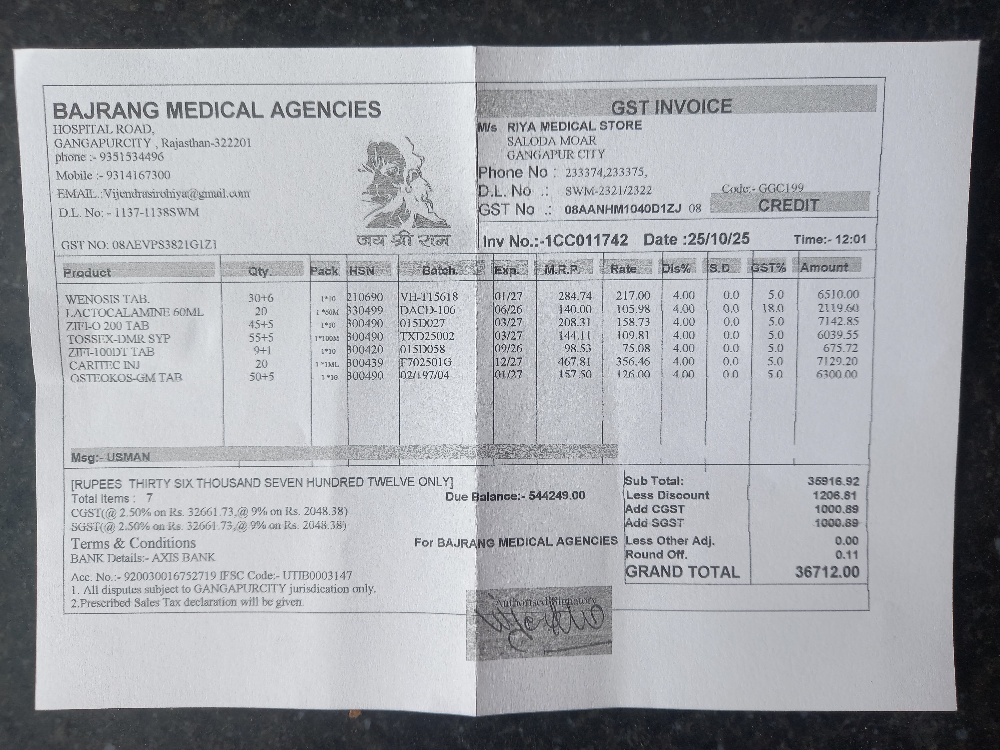 BAJRANG MEDICAL AGENCIES
HOSPITAL ROAD,
GANGAPURCITY , Rajasthan-322201
phone :- 9351534496
Mobile :- 9314167300
EMAIL.:Vijendrasirohiya@gmail.com
D.L. No: - 1137-1138SWM
GST NO: 08AEVPS3821G1Z1
जय श्री राम
GST INVOICE
M/s RIYA MEDICAL STORE
SALODA MOAR
GANGAPUR CITY
Phone No : 233374,233375,
D.L. No .: SWM-2321/2322 Code:- GGC199
GST No .: 08AANHM1040D1ZJ 08 CREDIT
Inv No.:-1CC011742 Date :25/10/25 Time:- 12:01
Product Qty. Pack HSN Batch. Exp. M.R.P. Rate Dis% S.D GST% Amount
WENOSIS TAB. 30+6 1*10 210690 VH-115618 01/27 284.74 217.00 4.00 0.0 5.0 6510.00
LACTOCALAMINE 60ML 20 1*60ML 330499 DACD-106 06/26 140.00 105.98 4.00 0.0 18.0 2119.60
ZIFI-O 200 TAB 45+5 1*10 300490 015D027 03/27 208.31 158.73 4.00 0.0 5.0 7142.85
TOSSEX-DMR SYP 55+5 300490 TXD25002 03/27 144.11 109.81 4.00 0.0 5.0 6039.55
ZIFI-100DT TAB 9+1 1*10 300420 015D058 09/26 98.53 75.08 4.00 0.0 5.0 675.72
CARITEC INJ 20 1*1ML 300439 F702501G 12/27 467.81 356.46 4.00 0.0 5.0 7129.20
OSTEOKOS-GM TAB 50+5 1*10 300490 02/197/04 01/27 157.50 126.00 4.00 0.0 5.0 6300.00
Msg:- USMAN
[RUPEES THIRTY SIX THOUSAND SEVEN HUNDRED TWELVE ONLY]
Total Items : 7 Due Balance:- 544249.00
CGST(@ 2.50% on Rs. 32661.73,@ 9% on Rs. 2048.38)
SGST(@ 2.50% on Rs. 32661.73,@ 9% on Rs. 2048.38)
Terms & Conditions For BAJRANG MEDICAL AGENCIES
BANK Details:- AXIS BANK
Acc. No.:- 920030016752719 IFSC Code:- UTIB0003147
1. All disputes subject to GANGAPURCITY jurisdication only.
2.Prescribed Sales Tax declaration will be given
Authorised Signatory
Sub Total: 35916.92
Less Discount 1206.81
Add CGST 1000.89
Add SGST 1000.89
Less Other Adj. 0.00
Round Off. 0.11
GRAND TOTAL 36712.00